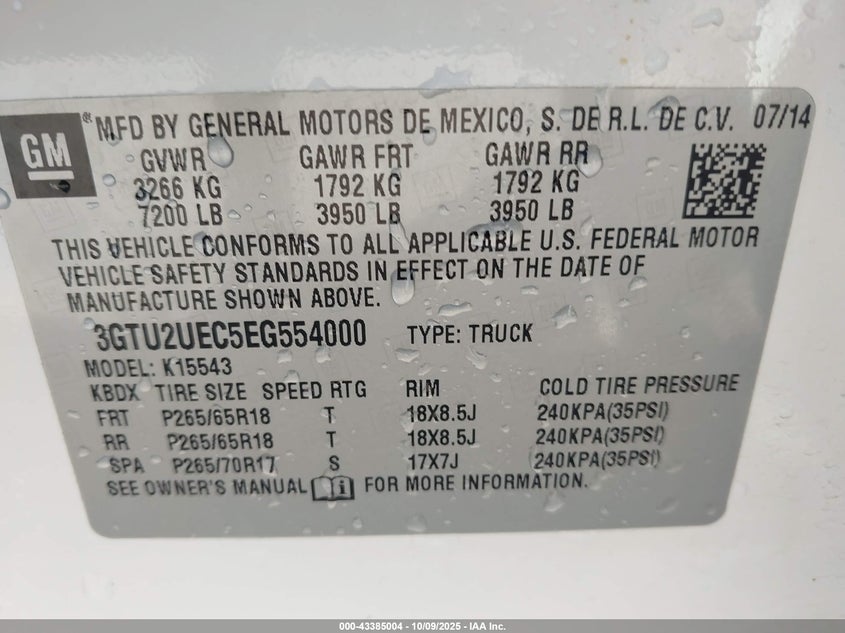 GM
® MFD BY GENERAL MOTORS DE MEXICO, S. DE R.L. DE C.V. 07/14
GVWR GAWR FRT GAWR RR
3266 KG 1792 KG 1792 KG
7200 LB 3950 LB 3950 LB
THIS VEHICLE CONFORMS TO ALL APPLICABLE U.S. FEDERAL MOTOR
VEHICLE SAFETY STANDARDS IN EFFECT ON THE DATE OF
MANUFACTURE SHOWN ABOVE.
3GTU2UEC5EG554000 TYPE: TRUCK
MODEL: K15543
KBDX TIRE SIZE SPEED RTG RIM COLD TIRE PRESSURE
FRT P265/65R18 T 18X8.5J 240KPA(35PSI)
RR P265/65R18 T 18X8.5J 240KPA(35PSI)
SPA P265/70R17 S 17X7J 240KPA(35PSI)
SEE OWNER'S MANUAL i FOR MORE INFORMATION.
000-43385004 - 10/09/2025 - IAA Inc.